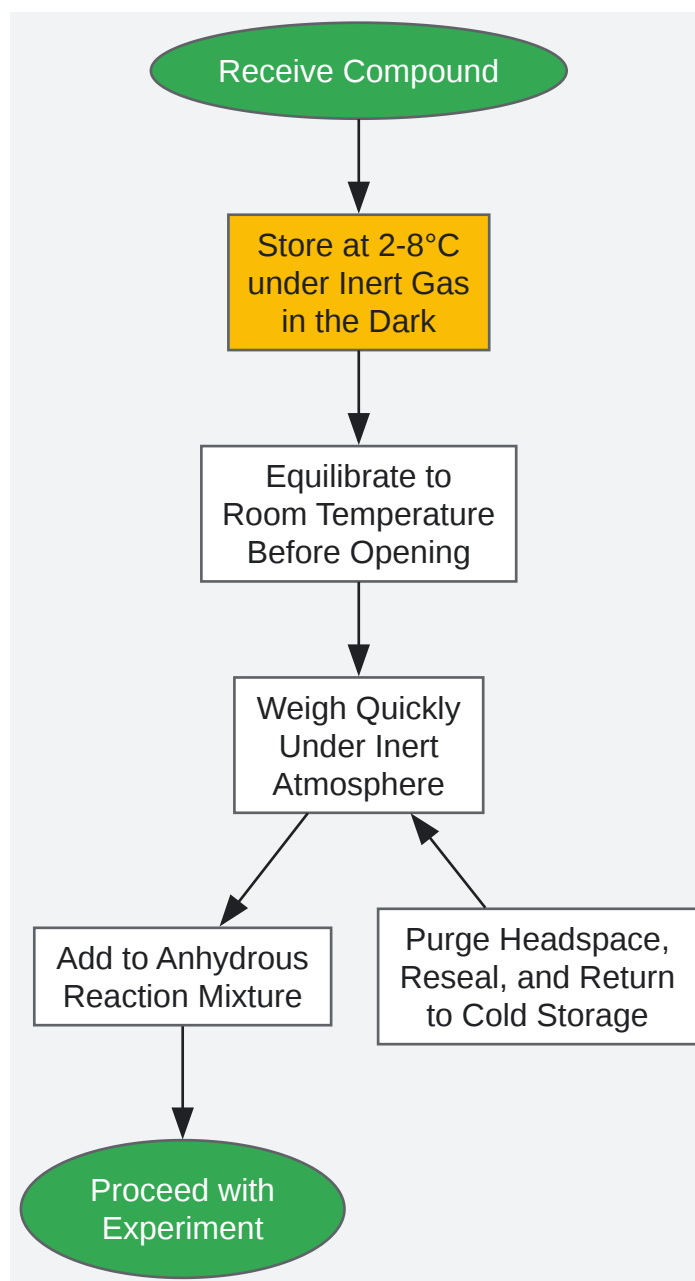 Receive Compound
Store at 2-8°C
under Inert Gas
in the Dark
Equilibrate to
Room Temperature
Before Opening
Weigh Quickly
Under Inert
Atmosphere
Add to Anhydrous
Reaction Mixture
Purge Headspace,
Reseal, and Return
to Cold Storage
Proceed with
Experiment